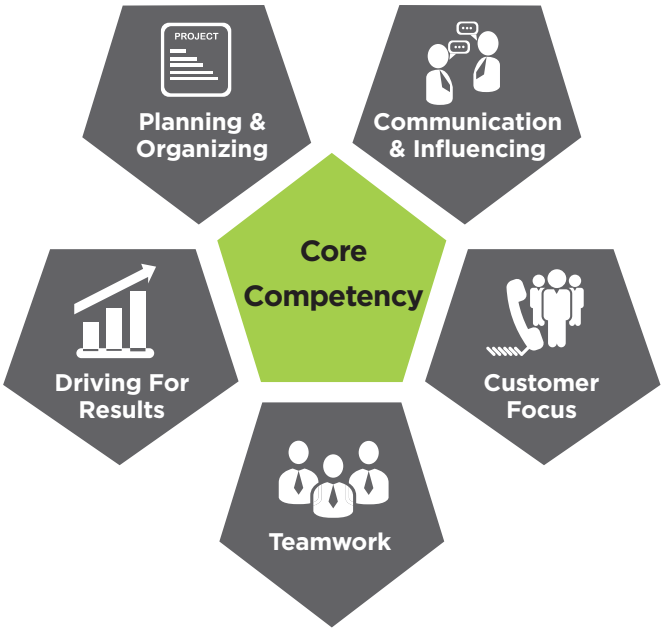 PROJECT
Planning &
Organizing
Communication
& Influencing
Core
Competency
Driving For
Results
Customer
Focus
Teamwork